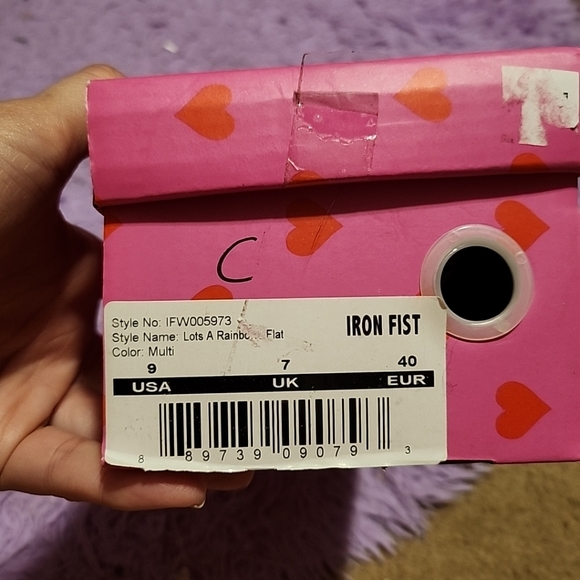 C
Style No: IFW005973
IRON FIST
Style Name: Lots A Rainbows Flat
Color: Multi
9 7 40
USA UK EUR
8 89739 09079 3